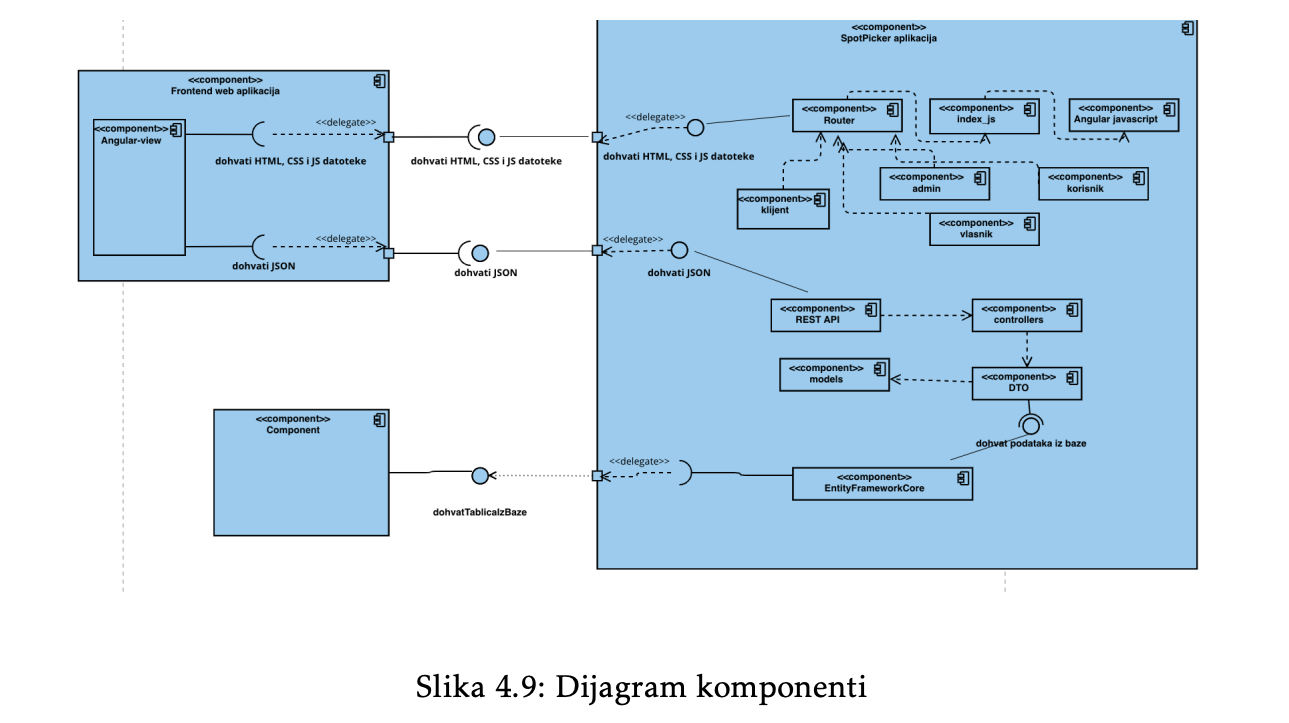 <<component>>
SpotPicker aplikacija
<<component>>
Frontend web aplikacija
<<component>>
Angular-view
<<delegate>>
dohvati HTML, CSS i JS datoteke
<<delegate>>
dohvati JSON
dohvati HTML, CSS i JS datoteke
dohvati JSON
<<delegate>>
dohvati HTML, CSS i JS datoteke
<<component>>
Router
<<component>>
index_js
<<component>>
Angular javascript
<<component>>
klijent
<<component>>
admin
<<component>>
korisnik
<<component>>
vlasnik
<<delegate>>
dohvati JSON
<<component>>
REST API
<<component>>
controllers
<<component>>
models
<<component>>
DTO
dohvat podataka iz baze
<<component>>
Component
dohvatTablicaIzBaze
<<delegate>>
<<component>>
EntityFrameworkCore
Slika 4.9: Dijagram komponenti